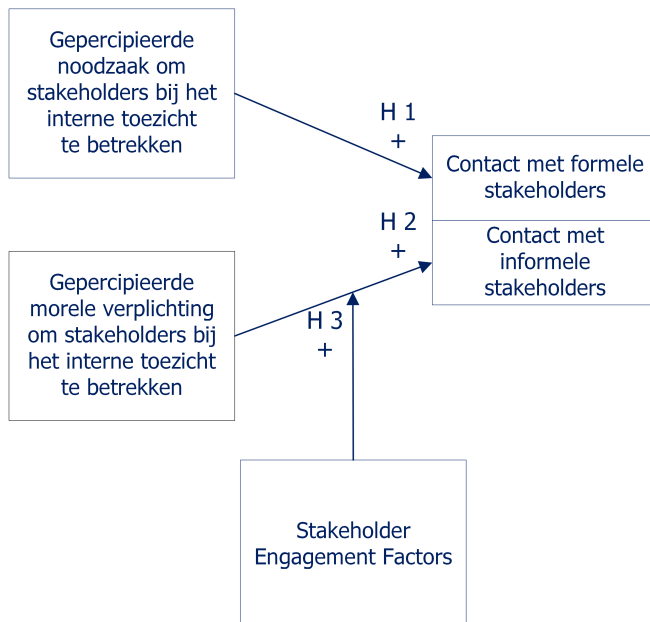 Gepercipieerde
noodzaak om
stakeholders bij het
interne toezicht
te betrekken
H 1
+
Contact met formele
stakeholders
H 2
+
Contact met
informele
stakeholders
Gepercipieerde
morele verplichting
om stakeholders bij
het interne toezicht
te betrekken
H 3
+
Stakeholder
Engagement Factors